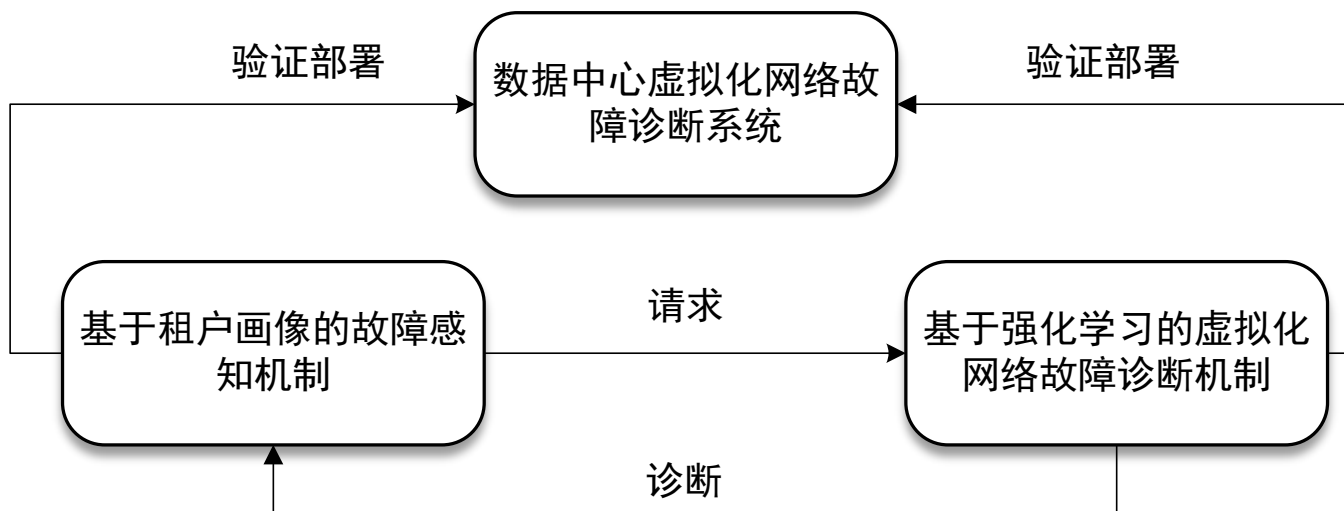 验证部署
数据中心虚拟化网络故
障诊断系统
验证部署
基于租户画像的故障感
知机制
请求
基于强化学习的虚拟化
网络故障诊断机制
诊断